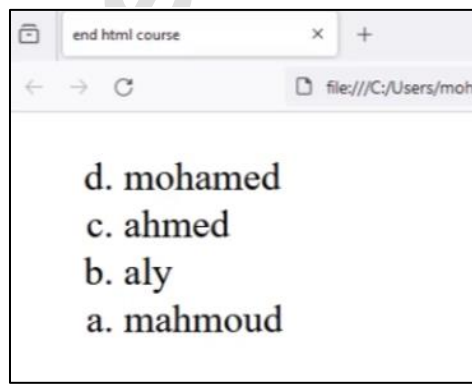 end html course
file:///C:/Users/moh
d. mohamed
c. ahmed
b. aly
a. mahmoud